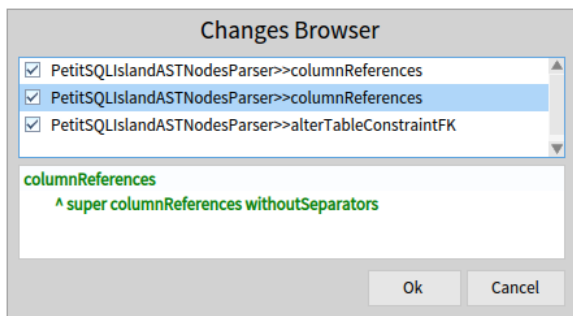 Changes Browser
PetitSQLIslandASTNodesParser>>columnReferences
PetitSQLIslandASTNodesParser>>columnReferences
PetitSQLIslandASTNodesParser>>alterTableConstraintFK
columnReferences
^ super columnReferences withoutSeparators
Ok Cancel